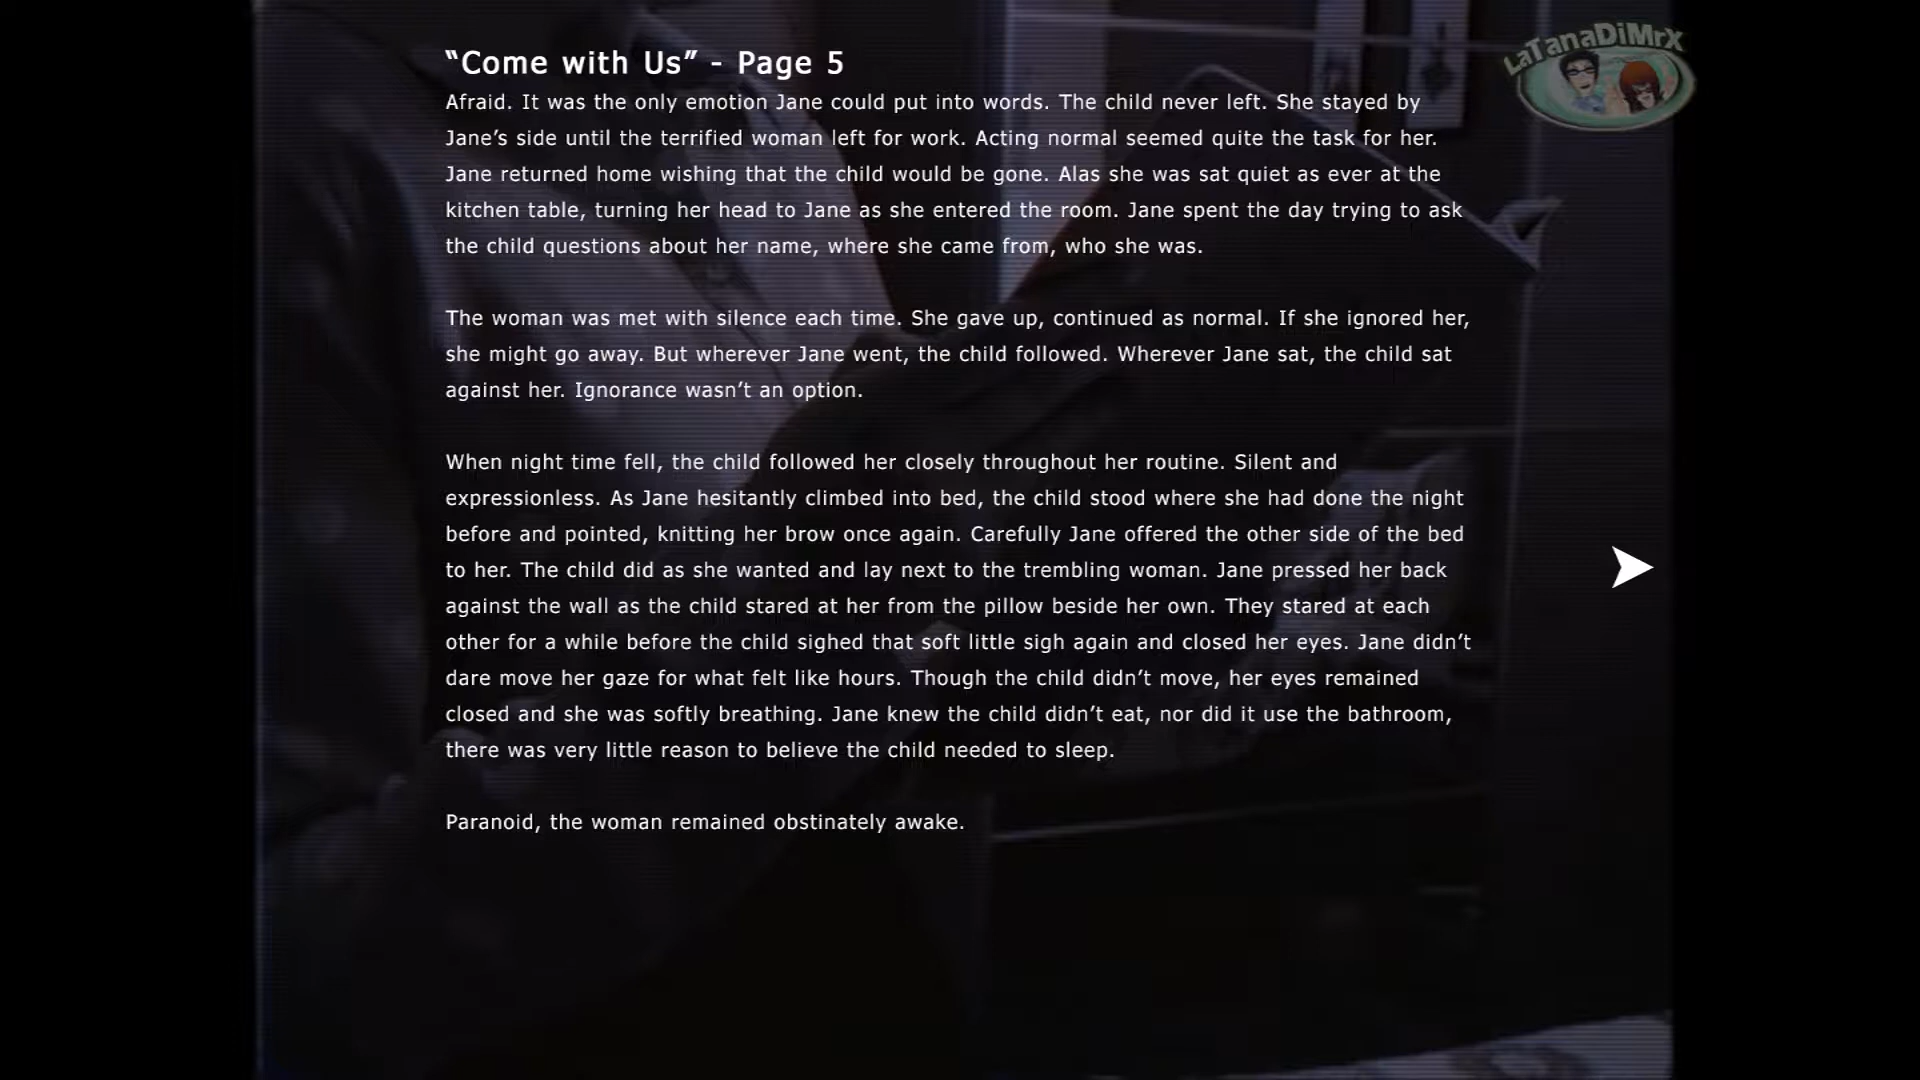 “Come with Us” - Page 5
LaTanaDiMrX
Afraid. It was the only emotion Jane could put into words. The child never left. She stayed by
Jane’s side until the terrified woman left for work. Acting normal seemed quite the task for her.
Jane returned home wishing that the child would be gone. Alas she was sat quiet as ever at the
kitchen table, turning her head to Jane as she entered the room. Jane spent the day trying to ask
the child questions about her name, where she came from, who she was.
The woman was met with silence each time. She gave up, continued as normal. If she ignored her,
she might go away. But wherever Jane went, the child followed. Wherever Jane sat, the child sat
against her. Ignorance wasn’t an option.
When night time fell, the child followed her closely throughout her routine. Silent and
expressionless. As Jane hesitantly climbed into bed, the child stood where she had done the night
before and pointed, knitting her brow once again. Carefully Jane offered the other side of the bed
to her. The child did as she wanted and lay next to the trembling woman. Jane pressed her back
against the wall as the child stared at her from the pillow beside her own. They stared at each
other for a while before the child sighed that soft little sigh again and closed her eyes. Jane didn’t
dare move her gaze for what felt like hours. Though the child didn’t move, her eyes remained
closed and she was softly breathing. Jane knew the child didn’t eat, nor did it use the bathroom,
there was very little reason to believe the child needed to sleep.
Paranoid, the woman remained obstinately awake.